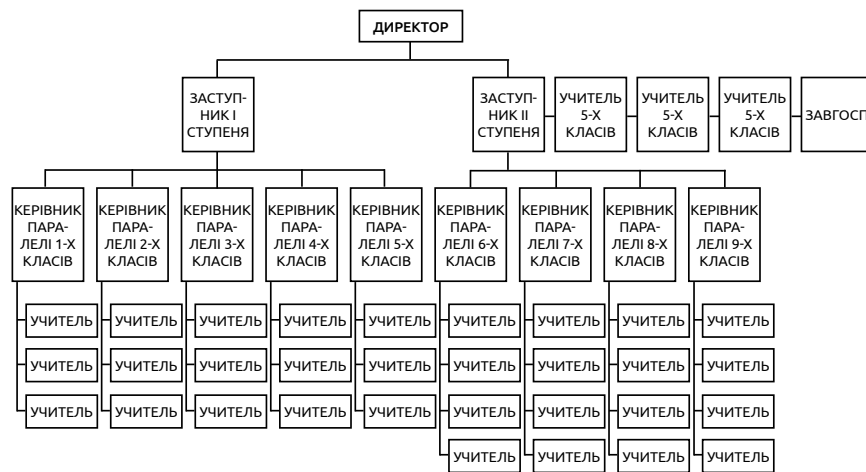 ДИРЕКТОР
ЗАСТУП-
НИК І
СТУПЕНЯ
ЗАСТУП-
НИК ІІ
СТУПЕНЯ
УЧИТЕЛЬ
5-Х
КЛАСІВ
УЧИТЕЛЬ
5-Х
КЛАСІВ
УЧИТЕЛЬ
5-Х
КЛАСІВ
ЗАВГОСП
КЕРІВНИК
ПАРА-
ЛЕЛІ 1-Х
КЛАСІВ
КЕРІВНИК
ПАРА-
ЛЕЛІ 2-Х
КЛАСІВ
КЕРІВНИК
ПАРА-
ЛЕЛІ 3-Х
КЛАСІВ
КЕРІВНИК
ПАРА-
ЛЕЛІ 4-Х
КЛАСІВ
КЕРІВНИК
ПАРА-
ЛЕЛІ 5-Х
КЛАСІВ
КЕРІВНИК
ПАРА-
ЛЕЛІ 6-Х
КЛАСІВ
КЕРІВНИК
ПАРА-
ЛЕЛІ 7-Х
КЛАСІВ
КЕРІВНИК
ПАРА-
ЛЕЛІ 8-Х
КЛАСІВ
КЕРІВНИК
ПАРА-
ЛЕЛІ 9-Х
КЛАСІВ
УЧИТЕЛЬ УЧИТЕЛЬ УЧИТЕЛЬ УЧИТЕЛЬ УЧИТЕЛЬ УЧИТЕЛЬ УЧИТЕЛЬ УЧИТЕЛЬ УЧИТЕЛЬ
УЧИТЕЛЬ УЧИТЕЛЬ УЧИТЕЛЬ УЧИТЕЛЬ УЧИТЕЛЬ УЧИТЕЛЬ УЧИТЕЛЬ УЧИТЕЛЬ УЧИТЕЛЬ
УЧИТЕЛЬ УЧИТЕЛЬ УЧИТЕЛЬ УЧИТЕЛЬ УЧИТЕЛЬ УЧИТЕЛЬ УЧИТЕЛЬ УЧИТЕЛЬ УЧИТЕЛЬ
УЧИТЕЛЬ УЧИТЕЛЬ УЧИТЕЛЬ УЧИТЕЛЬ